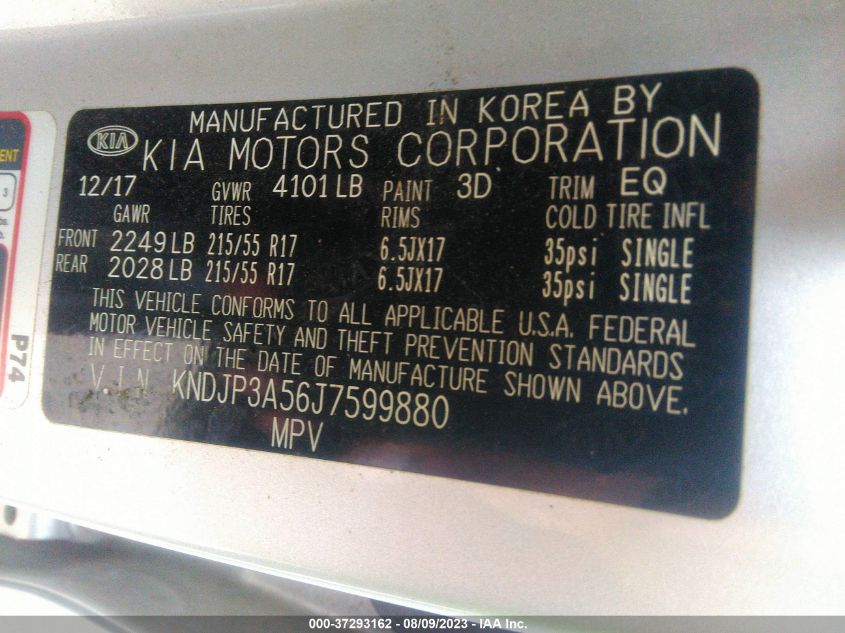 MANUFACTURED IN KOREA BY
KIA KIA MOTORS CORPORATION
12/17 GVWR 4101 LB PAINT 3D TRIM EQ
GAWR TIRES RIMS COLD TIRE INFL
FRONT 2249 LB 215/55 R17 6.5JX17 35psi SINGLE
REAR 2028 LB 215/55 R17 6.5JX17 35psi SINGLE
THIS VEHICLE CONFORMS TO ALL APPLICABLE U.S.A. FEDERAL
MOTOR VEHICLE SAFETY AND THEFT PREVENTION STANDARDS
IN EFFECT ON THE DATE OF MANUFACTURE SHOWN ABOVE.
V.I.N. KNDJP3A56J7599880
MPV
3
P74
000-37293162 - 08/09/2023 - IAA Inc.